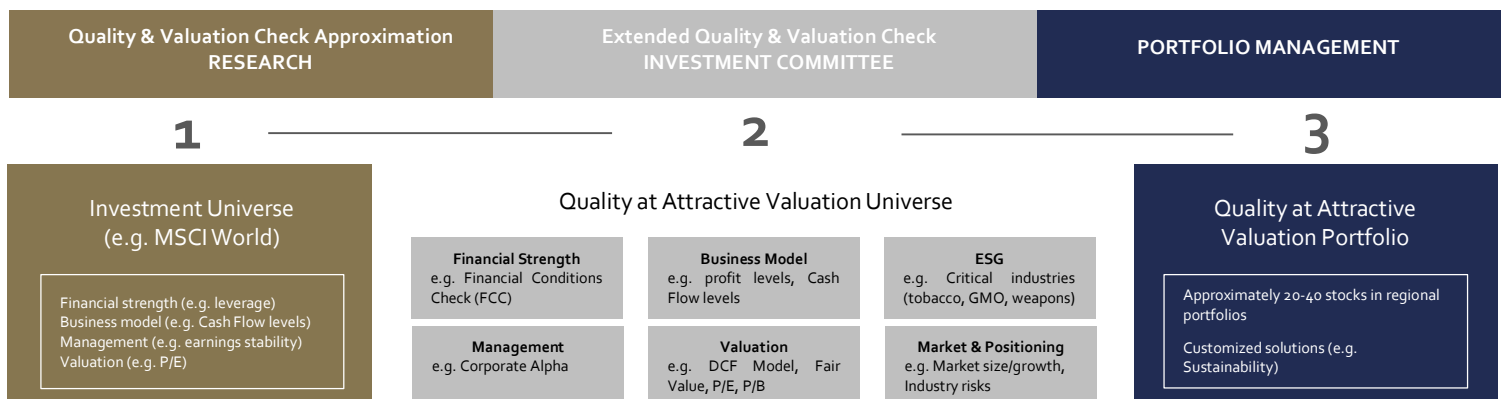 Quality & Valuation Check Approximation
RESEARCH
Extended Quality & Valuation Check
INVESTMENT COMMITTEE
PORTFOLIO MANAGEMENT
1
2
3
Investment Universe
(e.g. MSCI World)
Financial strength (e.g. leverage)
Business model (e.g. Cash Flow levels)
Management (e.g. earnings stability)
Valuation (e.g. P/E)
Quality at Attractive Valuation Universe
Financial Strength
e.g. Financial Conditions
Check (FCC)
Business Model
e.g. profit levels, Cash
Flow levels
ESG
e.g. Critical industries
(tobacco, GMO, weapons)
Management
e.g. Corporate Alpha
Valuation
e.g. DCF Model, Fair
Value, P/E, P/B
Market & Positioning
e.g. Market size/growth,
Industry risks
Quality at Attractive
Valuation Portfolio
Approximately 20-40 stocks in regional
portfolios
Customized solutions (e.g.
Sustainability)